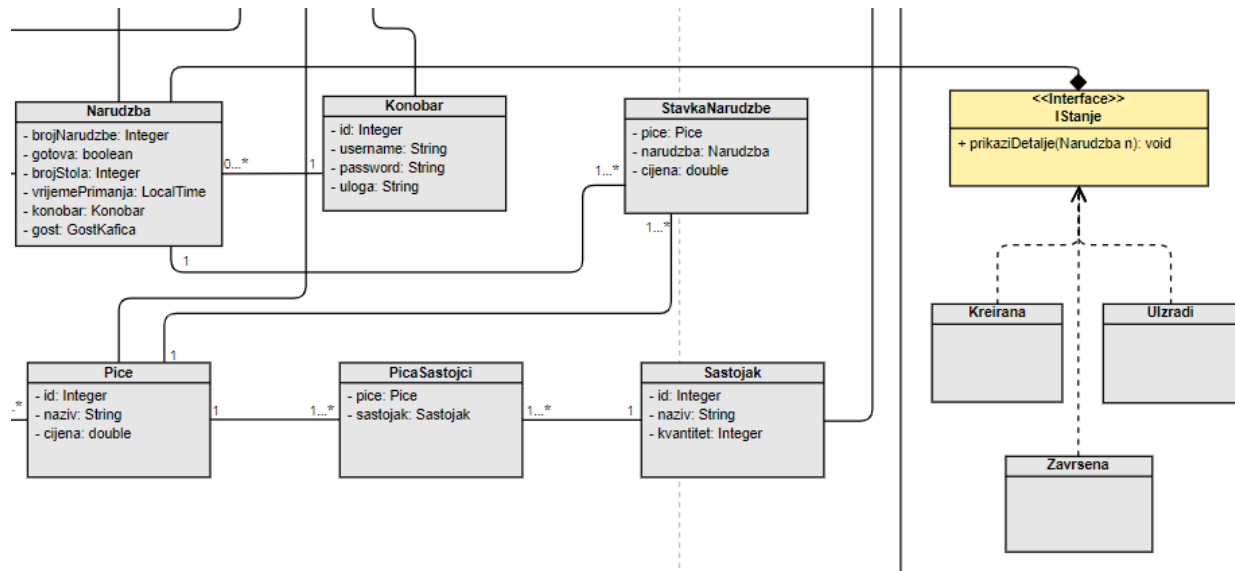 Narudzba
- brojNarudzbe: Integer
- gotova: boolean
- brojStola: Integer
- vrijemePrimanja: LocalTime
- konobar: Konobar
- gost: GostKafica
0...*
1
Konobar
- id: Integer
- username: String
- password: String
- uloga: String
1
StavkaNarudzbe
- pice: Pice
- narudzba: Narudzba
- cijena: double
1...*
1...*
<<Interface>>
IStanje
+ prikaziDetalje(Narudzba n): void
Kreirana
UIzradi
Zavrsena
1
Pice
- id: Integer
- naziv: String
- cijena: double
.*
1
1...*
PicaSastojci
- pice: Pice
- sastojak: Sastojak
1...*
1
Sastojak
- id: Integer
- naziv: String
- kvantitet: Integer